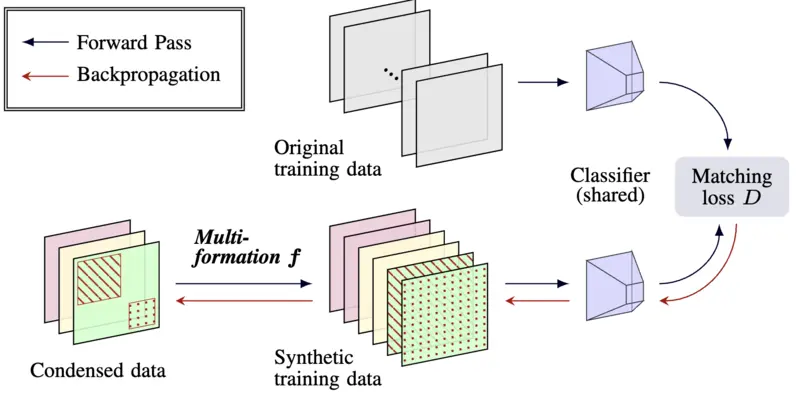 Forward Pass
Backpropagation
Original
training data
Classifier
(shared)
Matching
loss D
Multi-
formation f
Condensed data
Synthetic
training data